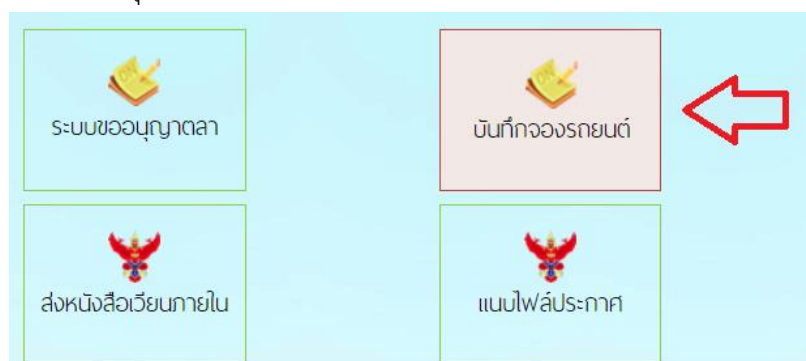 ระบบขออนุญาตลา
บันทึกจองรถยนต์
ส่งหนังสือเวียนภายใน
แนบไฟล์ประกาศ